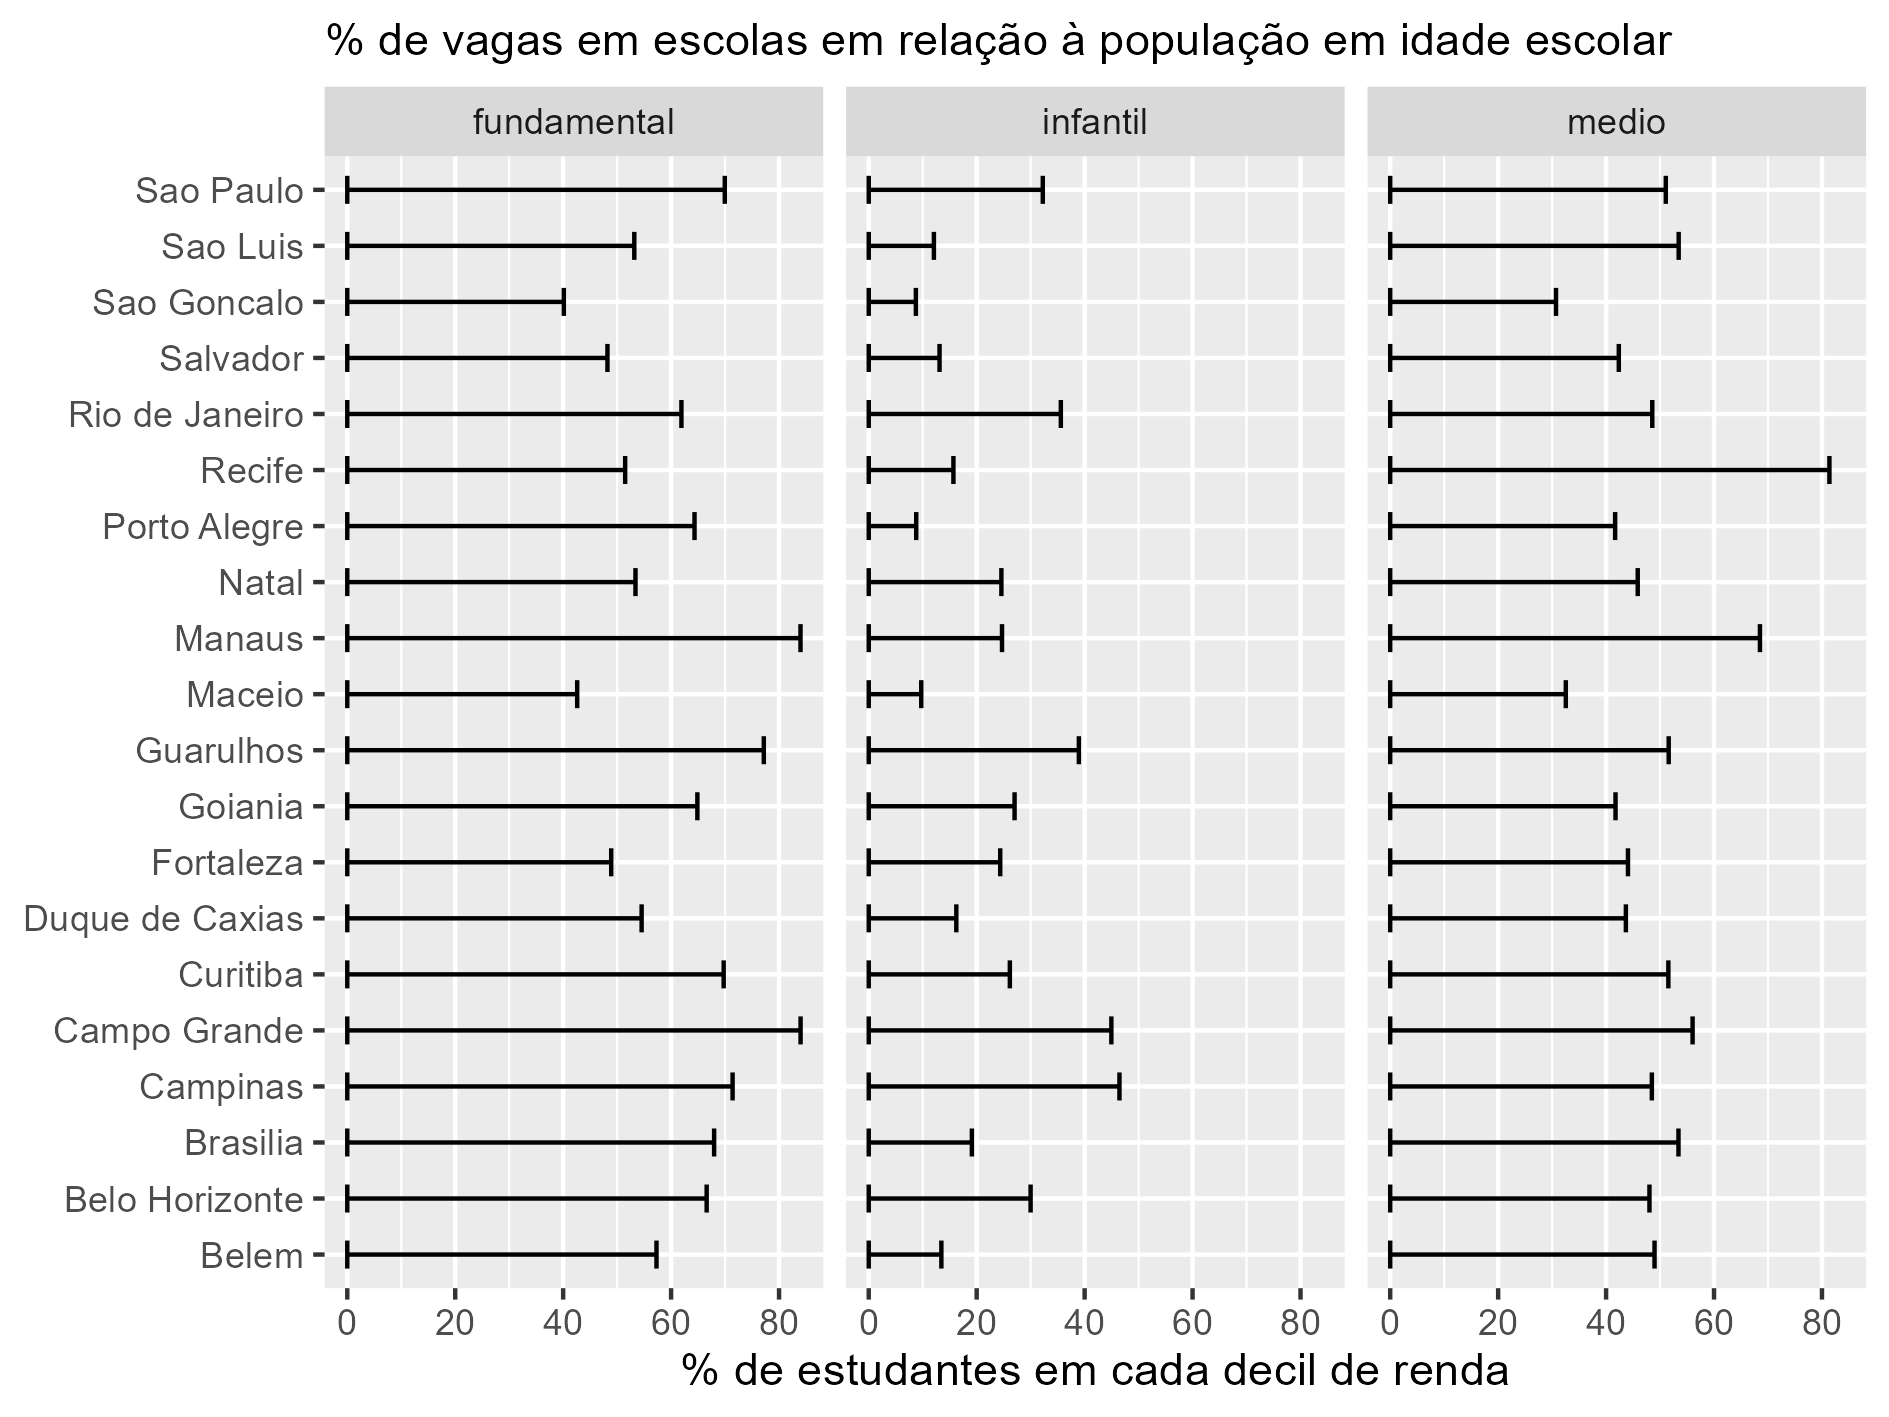 % de vagas em escolas em relação à população em idade escolar
fundamental infantil medio
Sao Paulo
Sao Luis
Sao Goncalo
Salvador
Rio de Janeiro
Recife
Porto Alegre
Natal
Manaus
Maceio
Guarulhos
Goiania
Fortaleza
Duque de Caxias
Curitiba
Campo Grande
Campinas
Brasilia
Belo Horizonte
Belem
0 20 40 60 80 0 20 40 60 80 0 20 40 60 80
% de estudantes em cada decil de renda